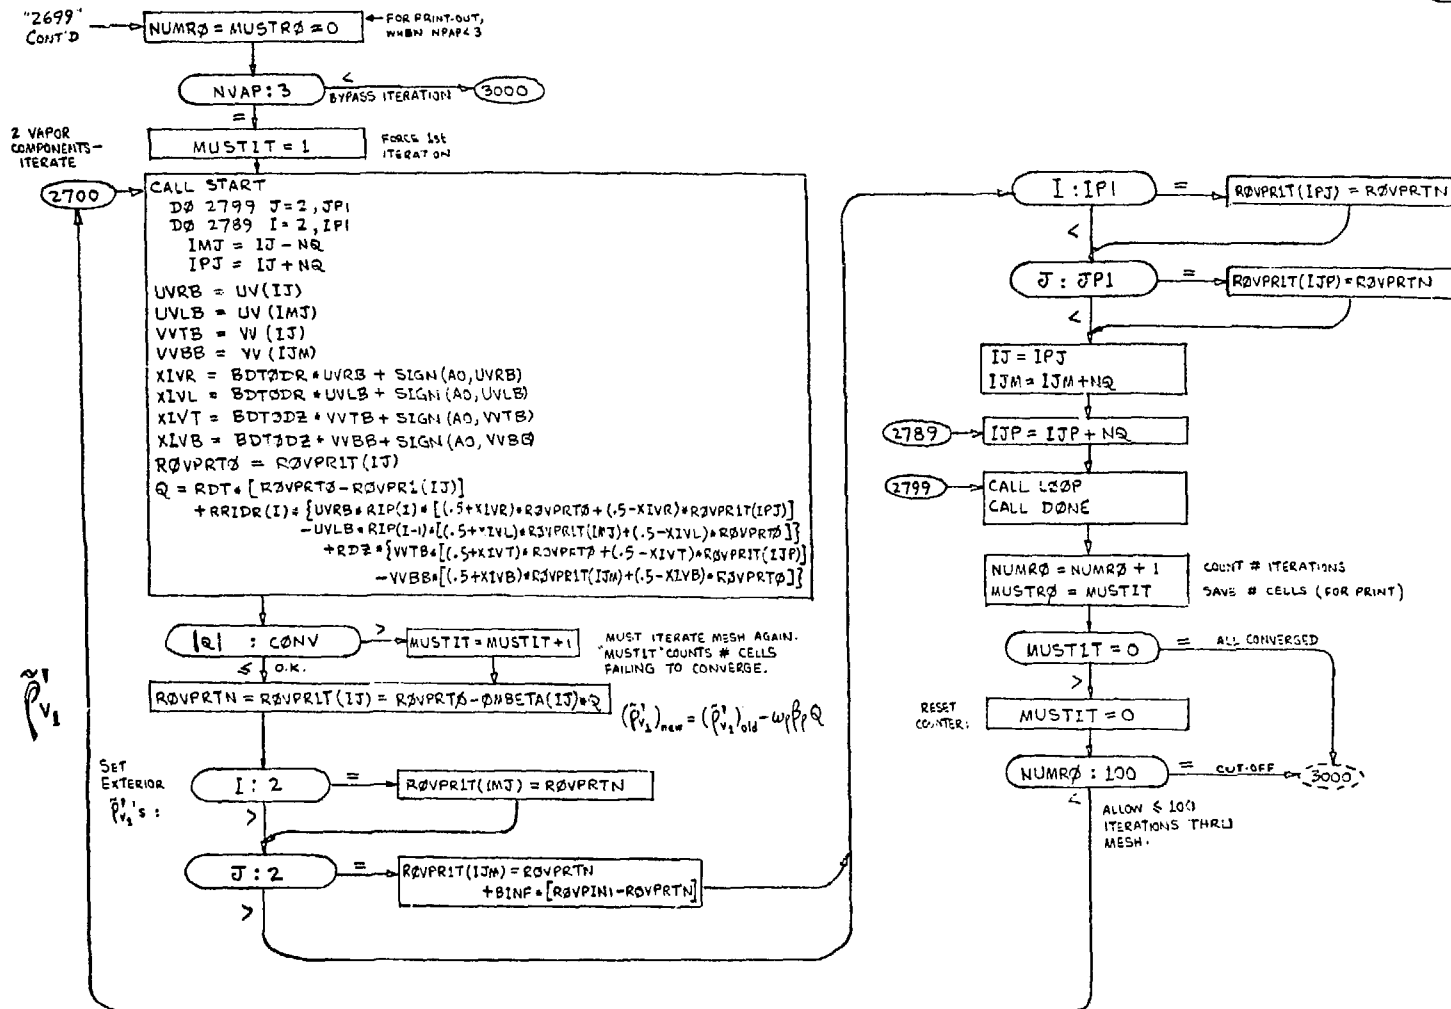 "2699"
CONT'D
NUMRØ = MUSTRØ = 0
FOR PRINT-OUT,
WHEN NPAP<3
NVAP : 3
<
BYPASS ITERATION
3000
=
2 VAPOR
COMPONENTS-
ITERATE
MUSTIT = 1
FORCE 1st
ITERATION
2700
CALL START
DØ 2799 J=2, JP1
DØ 2789 I=2, IP1
IMJ = IJ - NQ
IPJ = IJ + NQ
UVRB = UV(IJ)
UVLB = UV(IMJ)
VVTB = VV(IJ)
VVBB = VV(IJM)
XIVR = BDTØDR * UVRB + SIGN(A0,UVRB)
XIVL = BDTØDR * UVLB + SIGN(A0,UVLB)
XIVT = BDTØDZ * VVTB + SIGN(A0,VVTB)
XIVB = BDTØDZ * VVBB + SIGN(A0,VVBB)
RØVPRTØ = RØVPR1T(IJ)
Q = RDT * [RØVPRTØ - RØVPR1(IJ)]
+ RRIDR(I) * {UVRB * RIP(I) * [(.5+XIVR)*RØVPRTØ + (.5-XIVR)*RØVPR1T(IPJ)]
- UVLB * RIP(I-1) * [(.5+XIVL)*RØVPR1T(IMJ) + (.5-XIVL)*RØVPRTØ]}
+ RDZ * {VVTB * [(.5+XIVT)*RØVPRTØ + (.5-XIVT)*RØVPR1T(IJP)]
- VVBB * [(.5+XIVB)*RØVPR1T(IJM) + (.5-XIVB)*RØVPRTØ]}
|Q| : CØNV
>
MUSTIT = MUSTIT + 1
MUST ITERATE MESH AGAIN.
"MUSTIT" COUNTS # CELLS
FAILING TO CONVERGE.
≤ O.K.
ρ̃'v1
RØVPRTN = RØVPR1T(IJ) = RØVPRTØ - ØMBETA(IJ)*Q
(ρ̃'v1)new = (ρ̃'v1)old - ωρ βρ Q
SET
EXTERIOR
ρ̃'v1's :
I : 2
=
RØVPR1T(IMJ) = RØVPRTN
>
J : 2
=
RØVPR1T(IJM) = RØVPRTN
+ BINF * [RØVPIN1 - RØVPRTN]
>
I : IP1
=
RØVPR1T(IPJ) = RØVPRTN
<
J : JP1
=
RØVPR1T(IJP) = RØVPRTN
<
IJ = IPJ
IJM = IJM + NQ
2789
IJP = IJP + NQ
2799
CALL LØØP
CALL DØNE
NUMRØ = NUMRØ + 1
MUSTRØ = MUSTIT
COUNT # ITERATIONS
SAVE # CELLS (FOR PRINT)
MUSTIT = 0
= ALL CONVERGED
>
RESET
COUNTER:
MUSTIT = 0
NUMRØ : 100
= CUT-OFF
3000
<
ALLOW ≤ 100
ITERATIONS THRU
MESH.